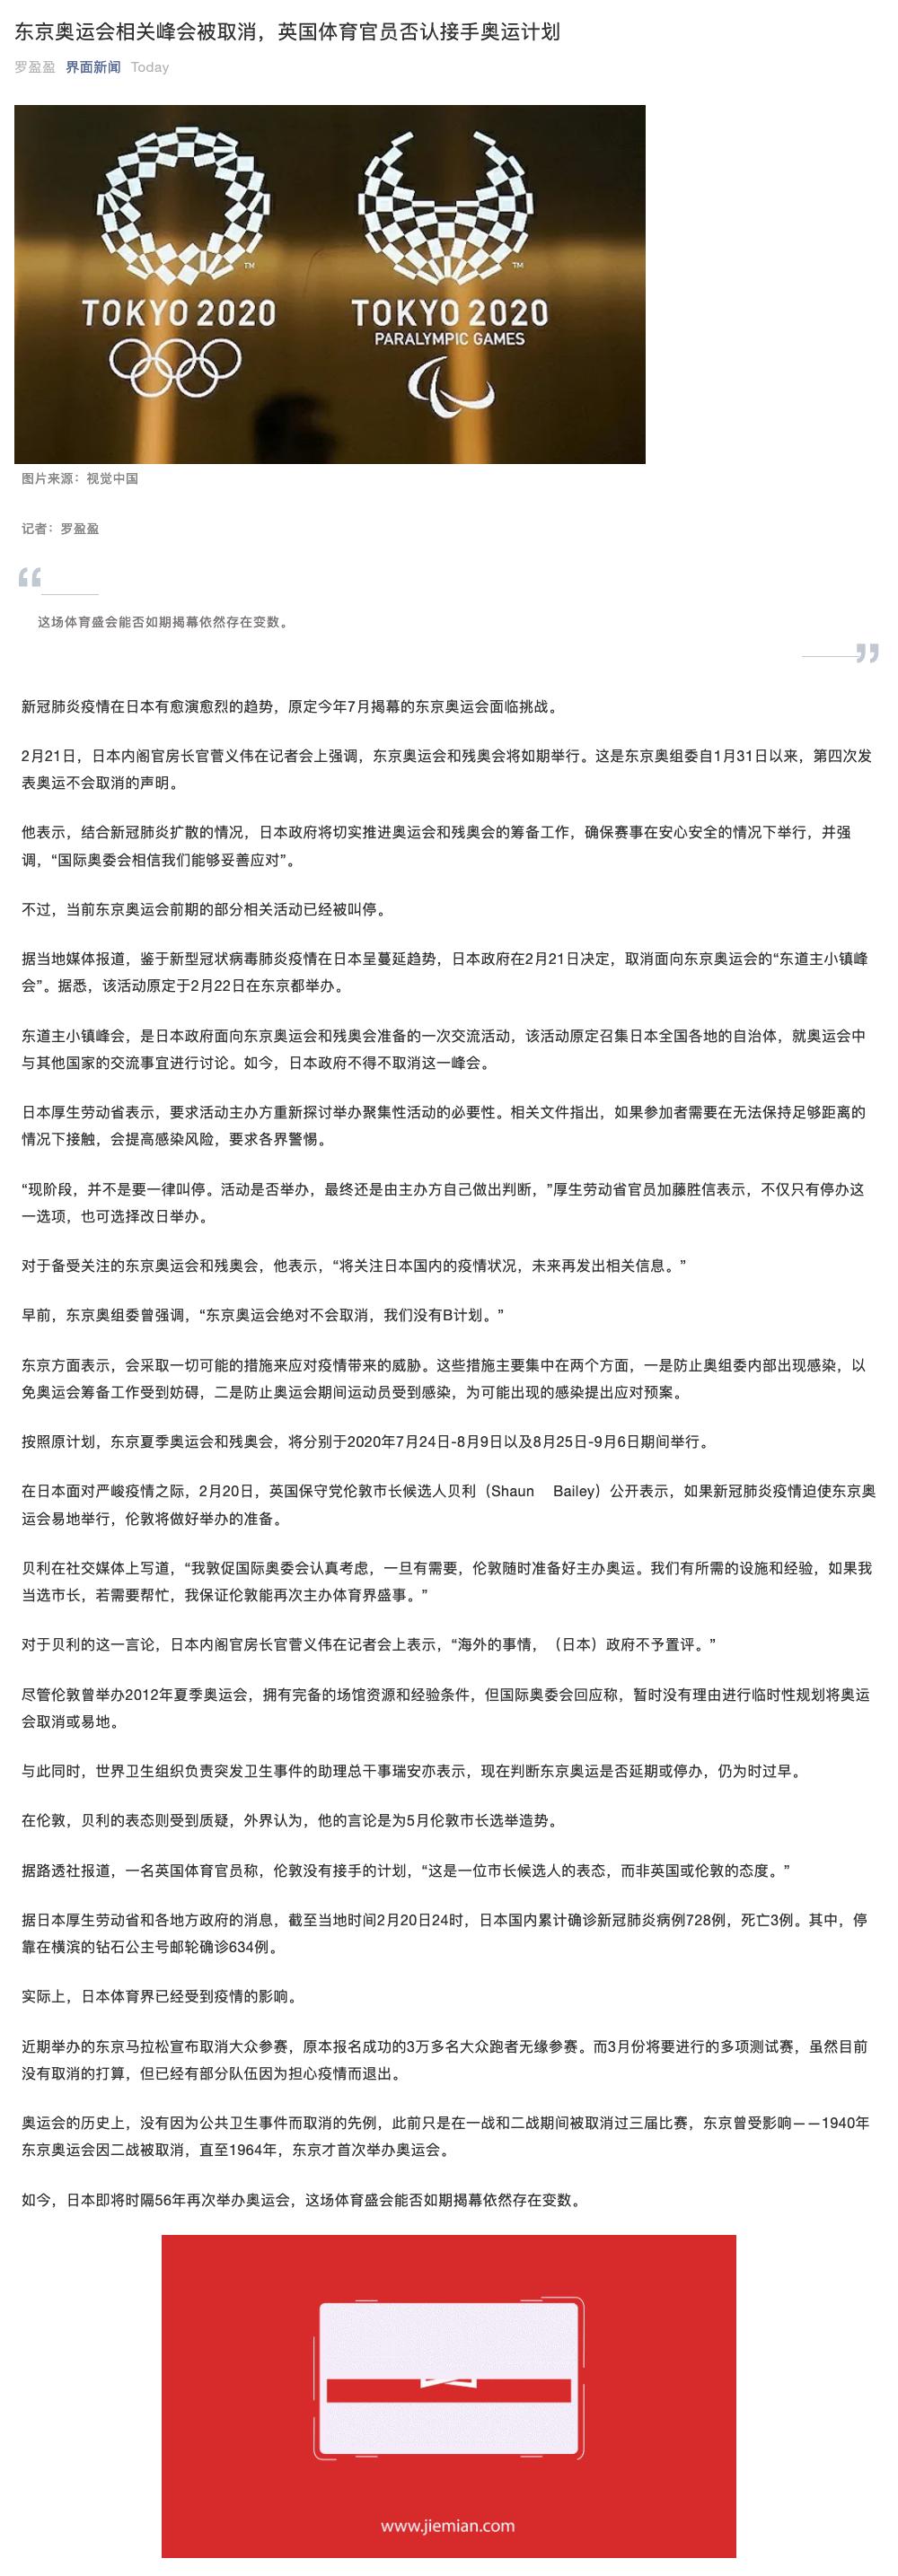 东京奥运会相关峰会被取消，英国体育官员否认接手奥运计划
罗盈盈 界面新闻 Today
TM TM
TOKYO 2020 TOKYO 2020
PARALYMPIC GAMES
图片来源：视觉中国
记者：罗盈盈
“
这场体育盛会能否如期揭幕依然存在变数。
”
新冠肺炎疫情在日本有愈演愈烈的趋势，原定今年7月揭幕的东京奥运会面临挑战。
2月21日，日本内阁官房长官菅义伟在记者会上强调，东京奥运会和残奥会将如期举行。这是东京奥组委自1月31日以来，第四次发
表奥运不会取消的声明。
他表示，结合新冠肺炎扩散的情况，日本政府将切实推进奥运会和残奥会的筹备工作，确保赛事在安心安全的情况下举行，并强
调，“国际奥委会相信我们能够妥善应对”。
不过，当前东京奥运会前期的部分相关活动已经被叫停。
据当地媒体报道，鉴于新型冠状病毒肺炎疫情在日本呈蔓延趋势，日本政府在2月21日决定，取消面向东京奥运会的“东道主小镇峰
会”。据悉，该活动原定于2月22日在东京都举办。
东道主小镇峰会，是日本政府面向东京奥运会和残奥会准备的一次交流活动，该活动原定召集日本全国各地的自治体，就奥运会中
与其他国家的交流事宜进行讨论。如今，日本政府不得不取消这一峰会。
日本厚生劳动省表示，要求活动主办方重新探讨举办聚集性活动的必要性。相关文件指出，如果参加者需要在无法保持足够距离的
情况下接触，会提高感染风险，要求各界警惕。
“现阶段，并不是要一律叫停。活动是否举办，最终还是由主办方自己做出判断，”厚生劳动省官员加藤胜信表示，不仅只有停办这
一选项，也可选择改日举办。
对于备受关注的东京奥运会和残奥会，他表示，“将关注日本国内的疫情状况，未来再发出相关信息。”
早前，东京奥组委曾强调，“东京奥运会绝对不会取消，我们没有B计划。”
东京方面表示，会采取一切可能的措施来应对疫情带来的威胁。这些措施主要集中在两个方面，一是防止奥组委内部出现感染，以
免奥运会筹备工作受到妨碍，二是防止奥运会期间运动员受到感染，为可能出现的感染提出应对预案。
按照原计划，东京夏季奥运会和残奥会，将分别于2020年7月24日-8月9日以及8月25日-9月6日期间举行。
在日本面对严峻疫情之际，2月20日，英国保守党伦敦市长候选人贝利（Shaun Bailey）公开表示，如果新冠肺炎疫情迫使东京奥
运会易地举行，伦敦将做好举办的准备。
贝利在社交媒体上写道，“我敦促国际奥委会认真考虑，一旦有需要，伦敦随时准备好主办奥运。我们有所需的设施和经验，如果我
当选市长，若需要帮忙，我保证伦敦能再次主办体育界盛事。”
对于贝利的这一言论，日本内阁官房长官菅义伟在记者会上表示，“海外的事情，（日本）政府不予置评。”
尽管伦敦曾举办2012年夏季奥运会，拥有完备的场馆资源和经验条件，但国际奥委会回应称，暂时没有理由进行临时性规划将奥运
会取消或易地。
与此同时，世界卫生组织负责突发卫生事件的助理总干事瑞安亦表示，现在判断东京奥运是否延期或停办，仍为时过早。
在伦敦，贝利的表态则受到质疑，外界认为，他的言论是为5月伦敦市长选举造势。
据路透社报道，一名英国体育官员称，伦敦没有接手的计划，“这是一位市长候选人的表态，而非英国或伦敦的态度。”
据日本厚生劳动省和各地方政府的消息，截至当地时间2月20日24时，日本国内累计确诊新冠肺炎病例728例，死亡3例。其中，停
靠在横滨的钻石公主号邮轮确诊634例。
实际上，日本体育界已经受到疫情的影响。
近期举办的东京马拉松宣布取消大众参赛，原本报名成功的3万多名大众跑者无缘参赛。而3月份将要进行的多项测试赛，虽然目前
没有取消的打算，但已经有部分队伍因为担心疫情而退出。
奥运会的历史上，没有因为公共卫生事件而取消的先例，此前只是在一战和二战期间被取消过三届比赛，东京曾受影响——1940年
东京奥运会因二战被取消，直至1964年，东京才首次举办奥运会。
如今，日本即将时隔56年再次举办奥运会，这场体育盛会能否如期揭幕依然存在变数。
www.jiemian.com